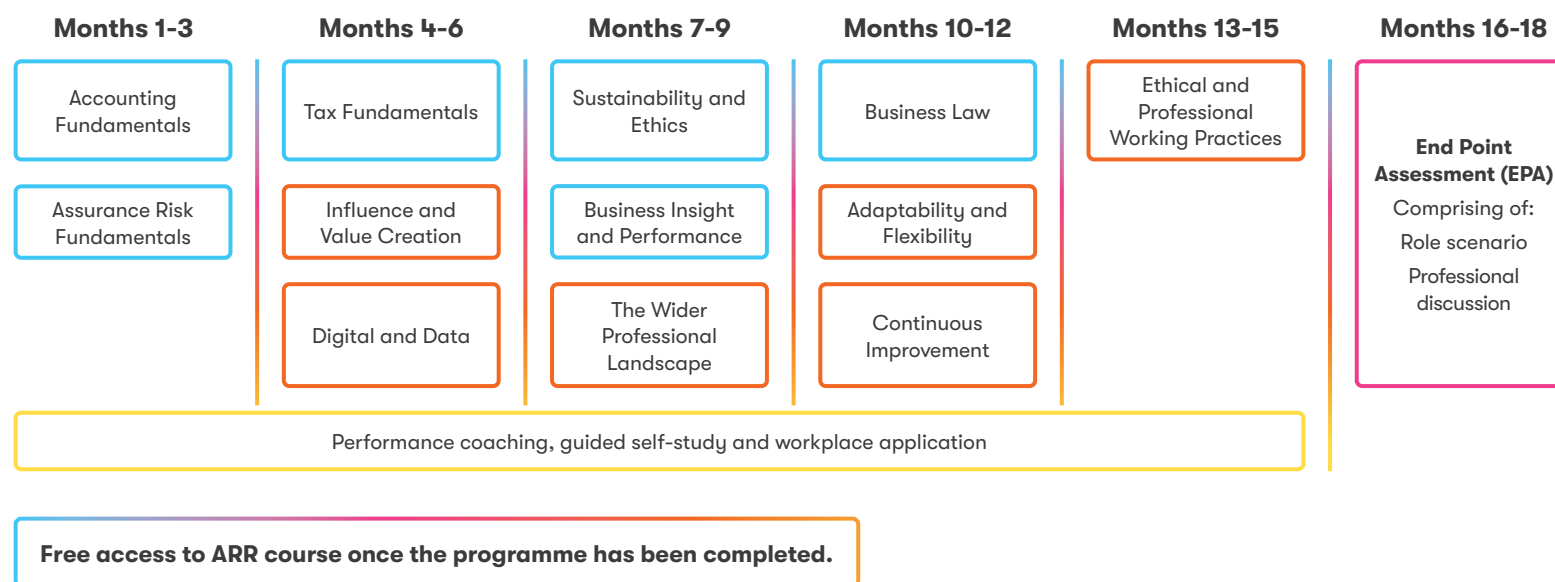 Months 1-3
Months 4-6
Months 7-9
Months 10-12
Months 13-15
Months 16-18
Accounting
Fundamentals
Assurance Risk
Fundamentals
Tax Fundamentals
Influence and
Value Creation
Digital and Data
Sustainability and
Ethics
Business Insight
and Performance
The Wider
Professional
Landscape
Business Law
Adaptability and
Flexibility
Continuous
Improvement
Ethical and
Professional
Working Practices
End Point
Assessment (EPA)
Comprising of:
Role scenario
Professional
discussion
Performance coaching, guided self-study and workplace application
Free access to ARR course once the programme has been completed.